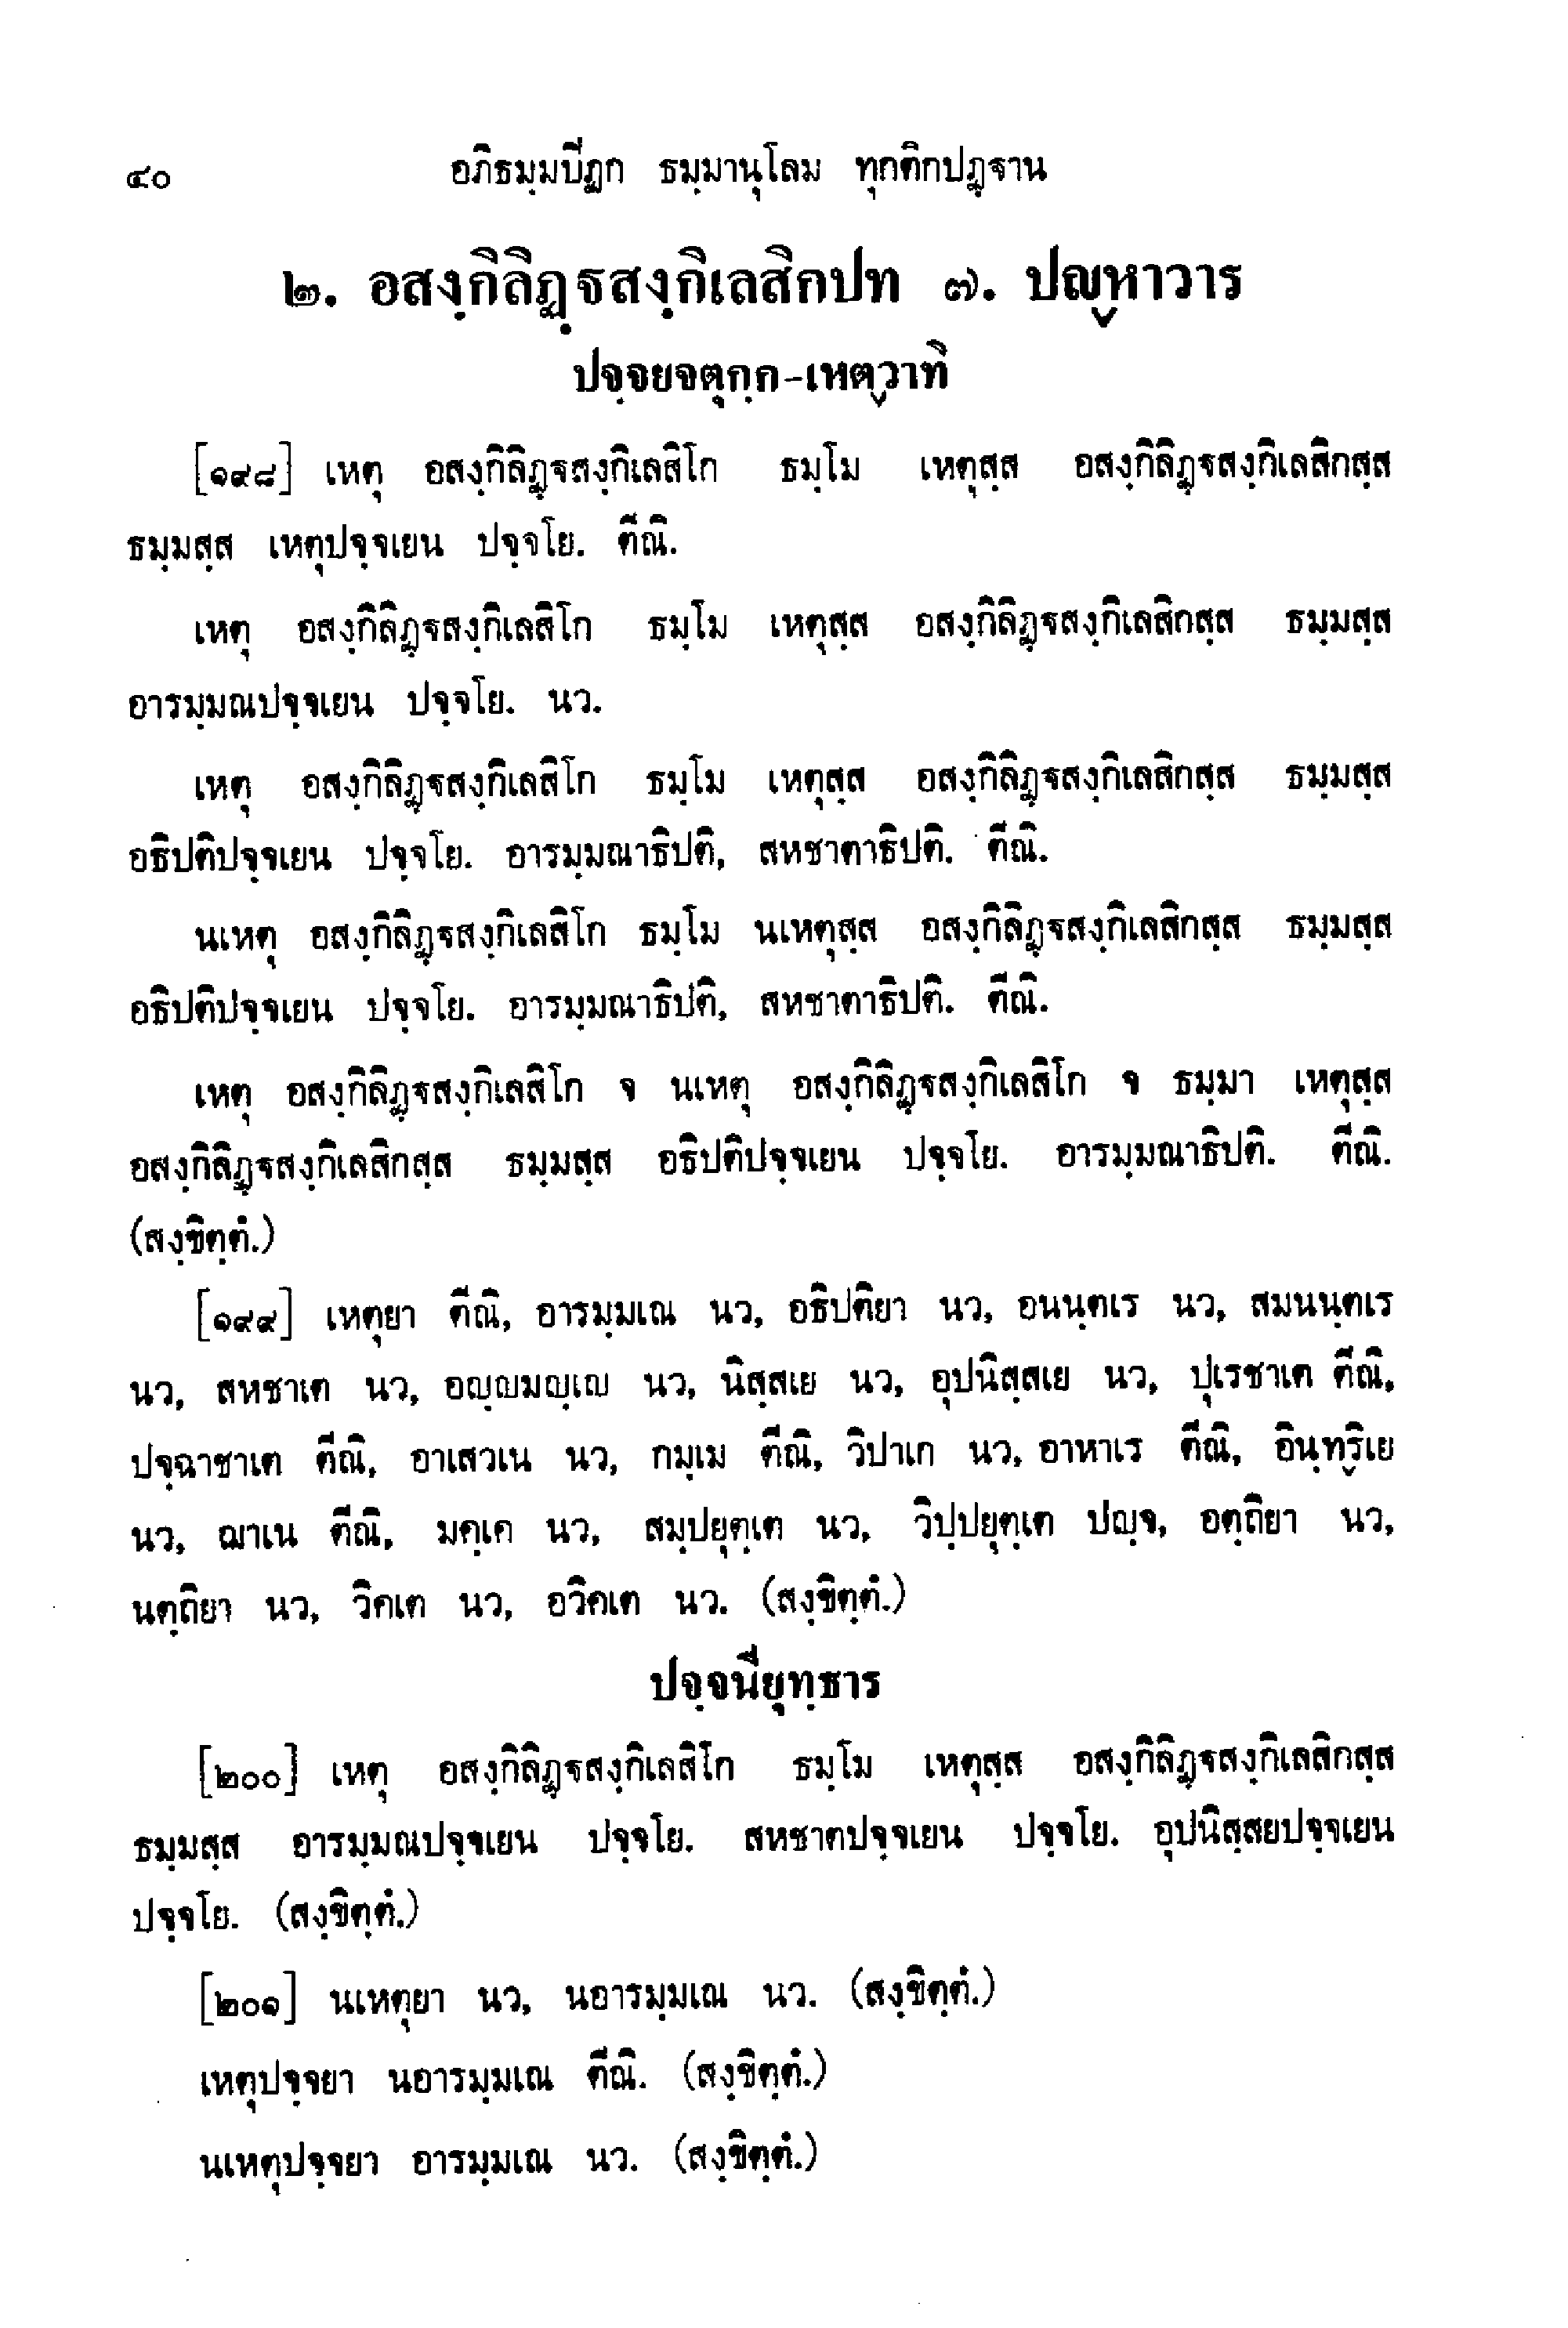 ๔๐ อภิธมฺมปิฏก ธมฺมานุโลม ทุกติกปฏฺฐาน
๒. อสงฺกิลิฏฺฐสงฺกิเลสิกปท ๗. ปญฺหาวาร
ปจฺจยจตุกฺก-เหตฺวาทิ
[๑๙๘] เหตุ อสงฺกิลิฏฺฐสงฺกิเลสิโก ธมฺโม เหตุสฺส อสงฺกิลิฏฺฐสงฺกิเลสิกสฺส
ธมฺมสฺส เหตุปจฺจเยน ปจฺจโย. ตีณิ.
เหตุ อสงฺกิลิฏฺฐสงฺกิเลสิโก ธมฺโม เหตุสฺส อสงฺกิลิฏฺฐสงฺกิเลสิกสฺส ธมฺมสฺส
อารมฺมณปจฺจเยน ปจฺจโย. นว.
เหตุ อสงฺกิลิฏฺฐสงฺกิเลสิโก ธมฺโม เหตุสฺส อสงฺกิลิฏฺฐสงฺกิเลสิกสฺส ธมฺมสฺส
อธิปติปจฺจเยน ปจฺจโย. อารมฺมณาธิปติ, สหชาตาธิปติ. ตีณิ.
นเหตุ อสงฺกิลิฏฺฐสงฺกิเลสิโก ธมฺโม นเหตุสฺส อสงฺกิลิฏฺฐสงฺกิเลสิกสฺส ธมฺมสฺส
อธิปติปจฺจเยน ปจฺจโย. อารมฺมณาธิปติ, สหชาตาธิปติ. ตีณิ.
เหตุ อสงฺกิลิฏฺฐสงฺกิเลสิโก จ นเหตุ อสงฺกิลิฏฺฐสงฺกิเลสิโก จ ธมฺมา เหตุสฺส
อสงฺกิลิฏฺฐสงฺกิเลสิกสฺส ธมฺมสฺส อธิปติปจฺจเยน ปจฺจโย. อารมฺมณาธิปติ. ตีณิ.
(สงฺขิตฺตํ.)
[๑๙๙] เหตุยา ตีณิ, อารมฺมเณ นว, อธิปติยา นว, อนนฺตเร นว, สมนนฺตเร
นว, สหชาเต นว, อญฺญมญฺเญ นว, นิสฺสเย นว, อุปนิสฺสเย นว, ปุเรชาเต ตีณิ,
ปจฺฉาชาเต ตีณิ, อาเสวเน นว, กมฺเม ตีณิ, วิปาเก นว, อาหาเร ตีณิ, อินฺทฺริเย
นว, ฌาเน ตีณิ, มคฺเค นว, สมฺปยุตฺเต นว, วิปฺปยุตฺเต ปญฺจ, อตฺถิยา นว,
นตฺถิยา นว, วิคเต นว, อวิคเต นว. (สงฺขิตฺตํ.)
ปจฺจนียุทฺธาร
[๒๐๐] เหตุ อสงฺกิลิฏฺฐสงฺกิเลสิโก ธมฺโม เหตุสฺส อสงฺกิลิฏฺฐสงฺกิเลสิกสฺส
ธมฺมสฺส อารมฺมณปจฺจเยน ปจฺจโย. สหชาตปจฺจเยน ปจฺจโย. อุปนิสฺสยปจฺจเยน
ปจฺจโย. (สงฺขิตฺตํ.)
[๒๐๑] นเหตุยา นว, นอารมฺมเณ นว. (สงฺขิตฺตํ.)
เหตุปจฺจยา นอารมฺมเณ ตีณิ. (สงฺขิตฺตํ.)
นเหตุปจฺจยา อารมฺมเณ นว. (สงฺขิตฺตํ.)